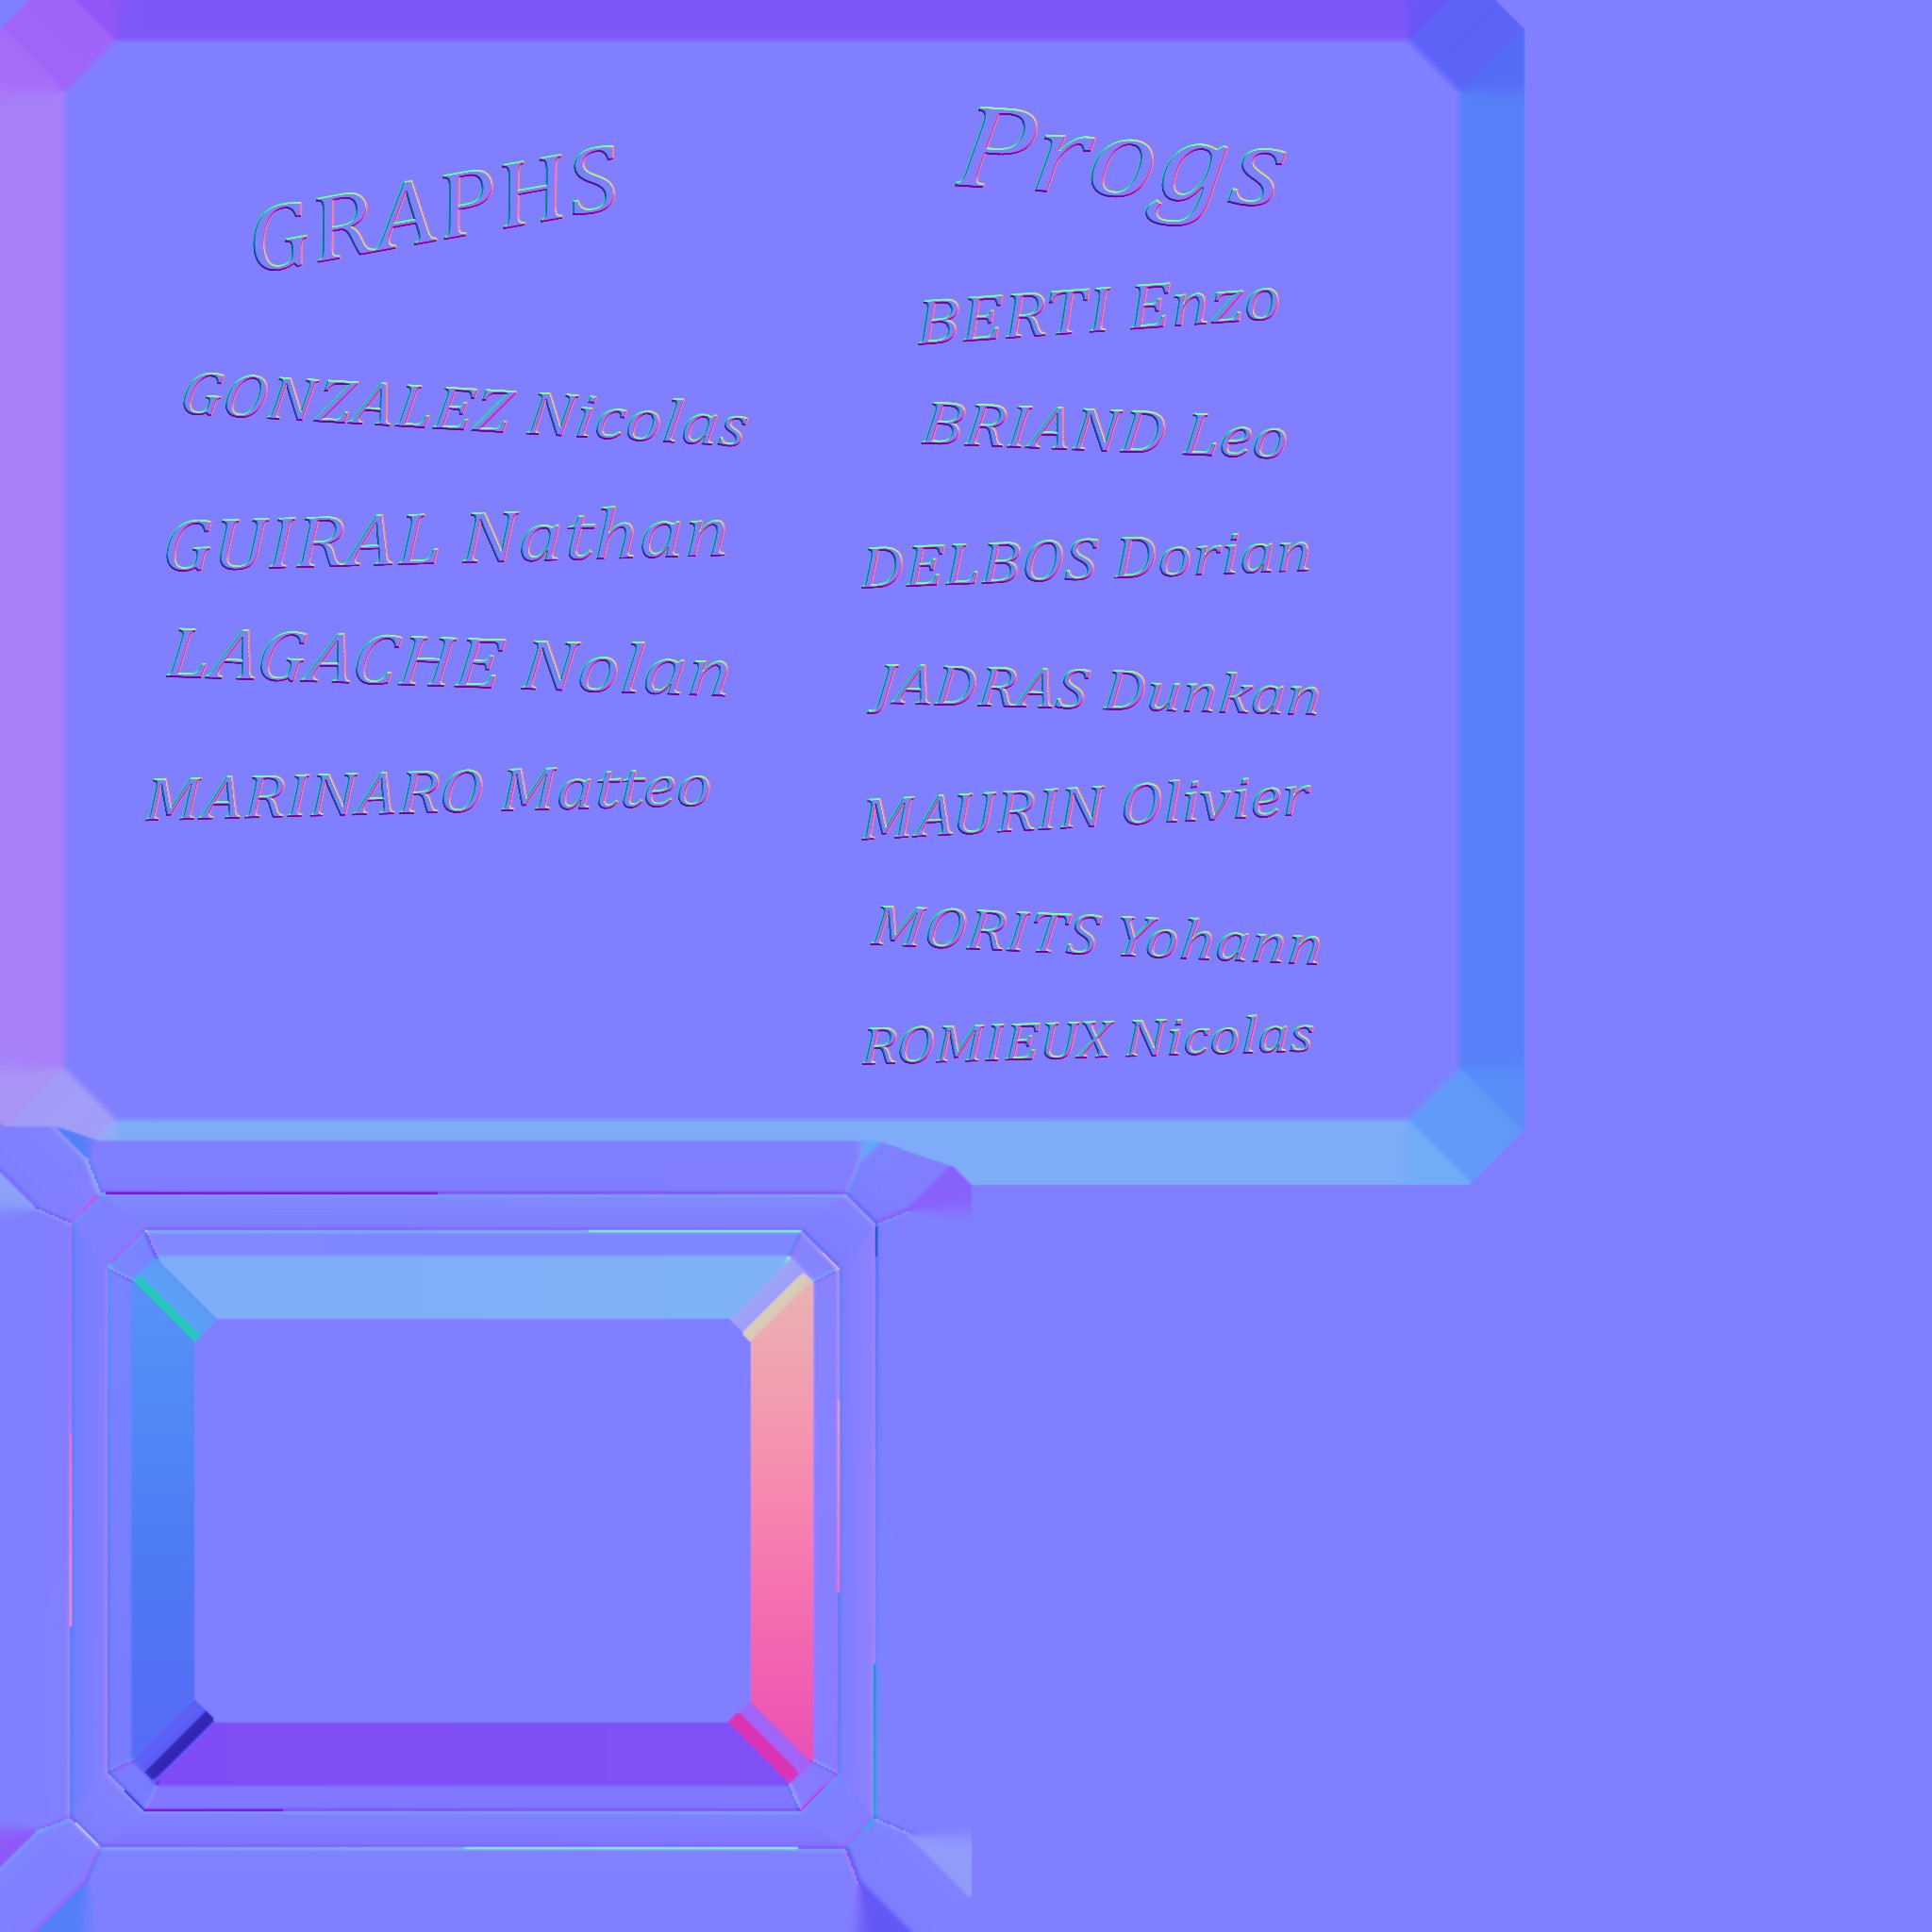 GRAPHS
GONZALEZ Nicolas
GUIRAL Nathan
LAGACHE Nolan
MARINARO Matteo
Progs
BERTI Enzo
BRIAND Leo
DELBOS Dorian
JADRAS Dunkan
MAURIN Olivier
MORITS Yohann
ROMIEUX Nicolas